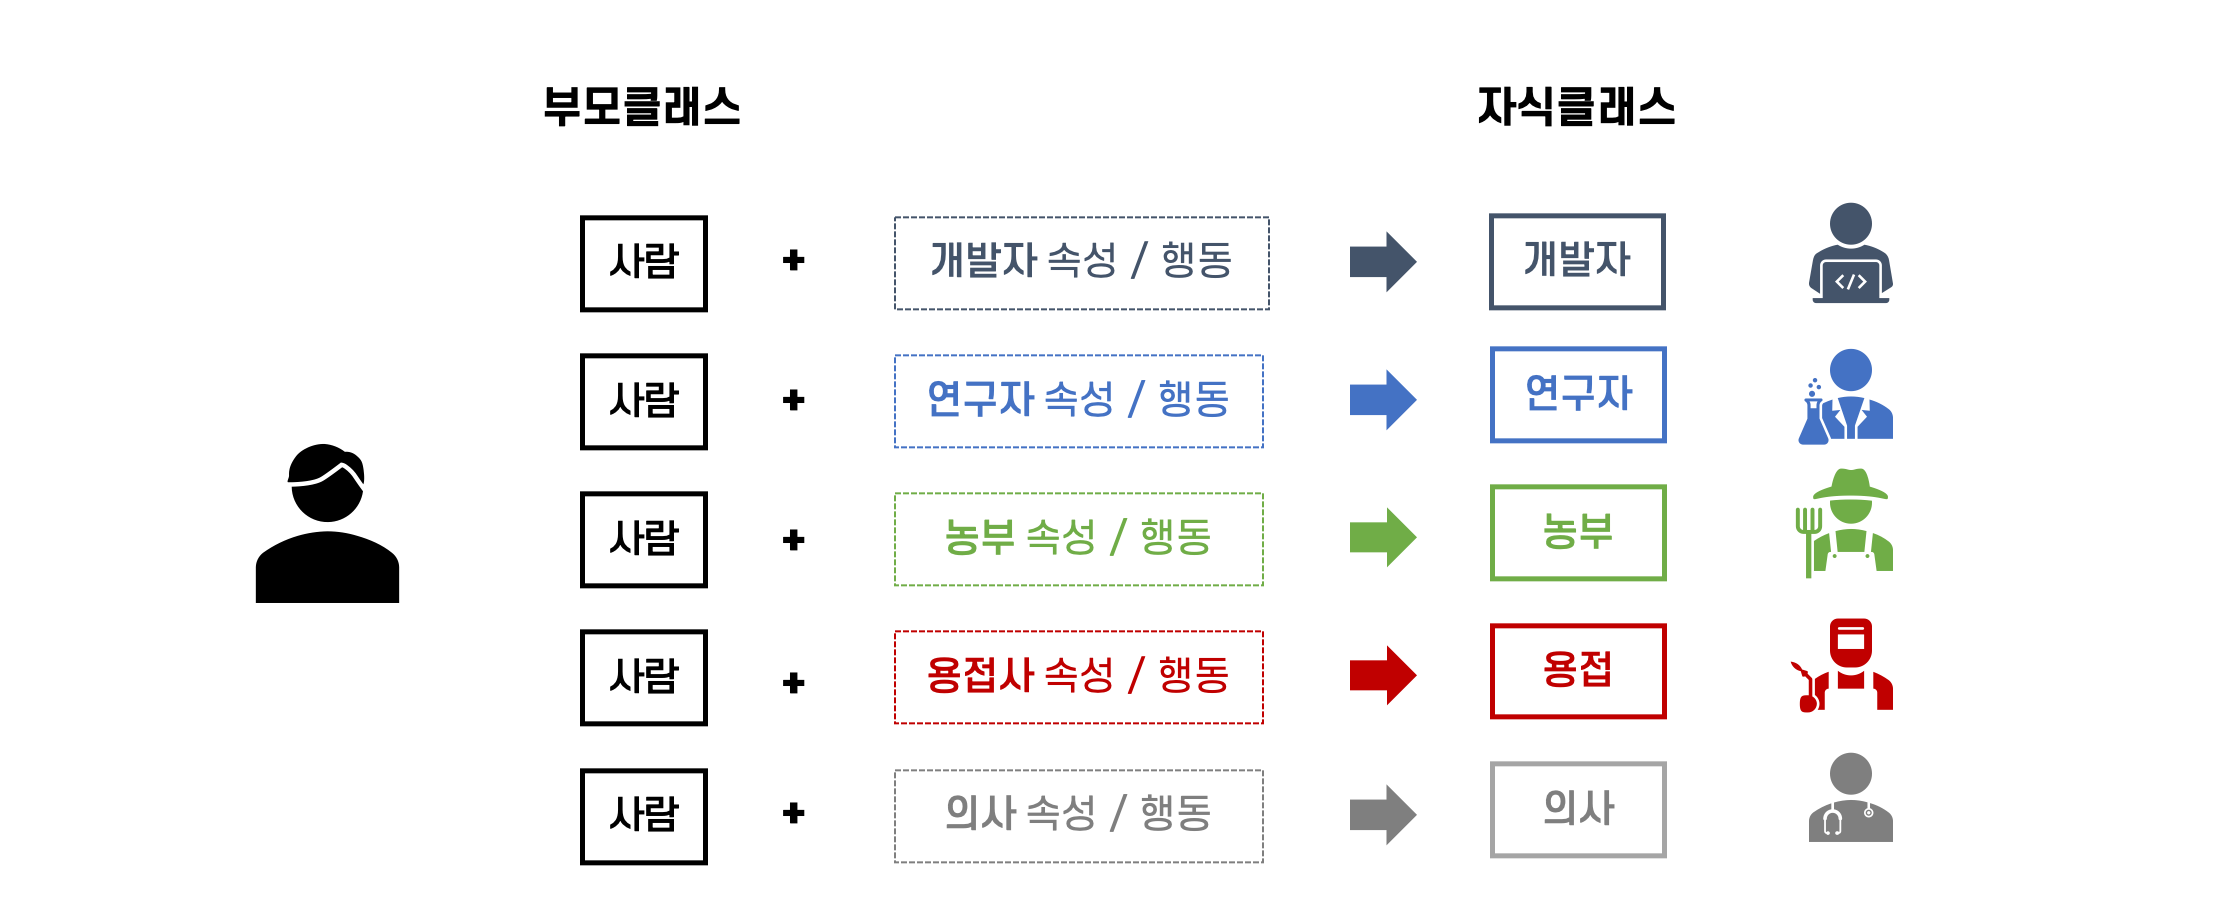 부모클래스
자식클래스
사람 + 개발자 속성 / 행동 개발자
사람 + 연구자 속성 / 행동 연구자
사람 + 농부 속성 / 행동 농부
사람 + 용접사 속성 / 행동 용접
사람 + 의사 속성 / 행동 의사